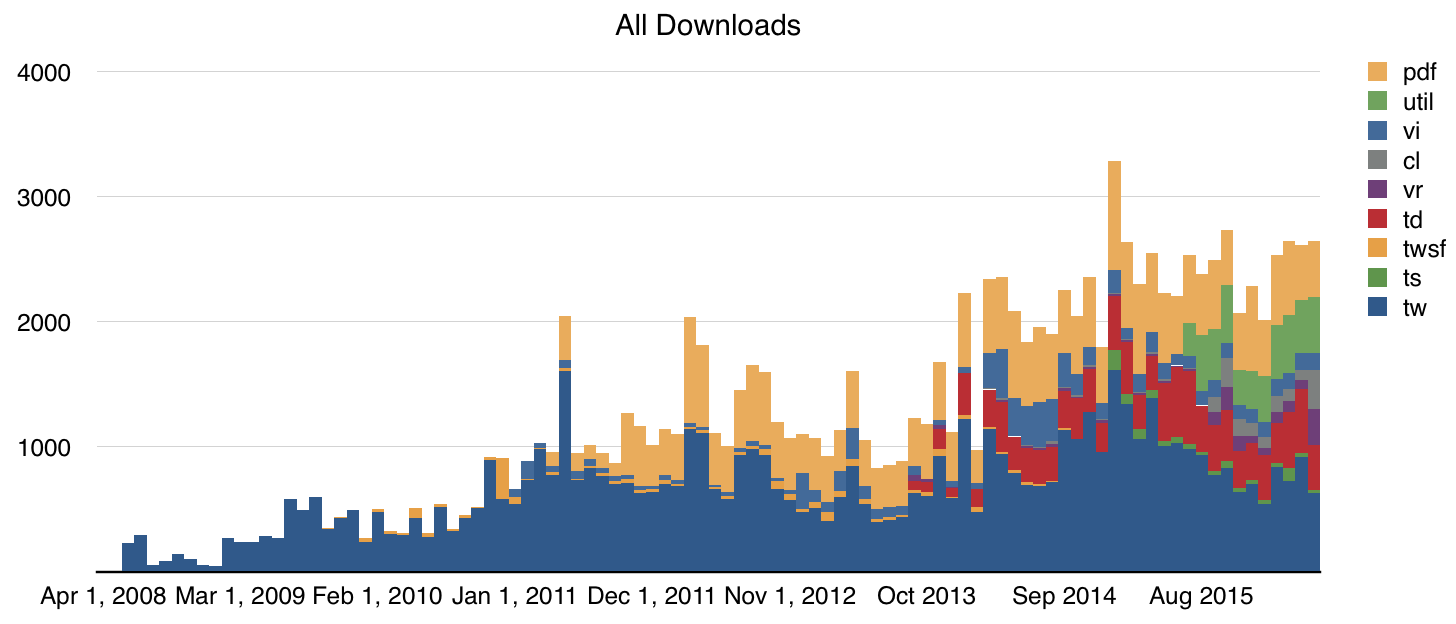 All Downloads
4000
3000
2000
1000
Apr 1, 2008 Mar 1, 2009 Feb 1, 2010 Jan 1, 2011 Dec 1, 2011 Nov 1, 2012 Oct 2013 Sep 2014 Aug 2015
pdf
util
vi
cl
vr
td
twsf
ts
tw